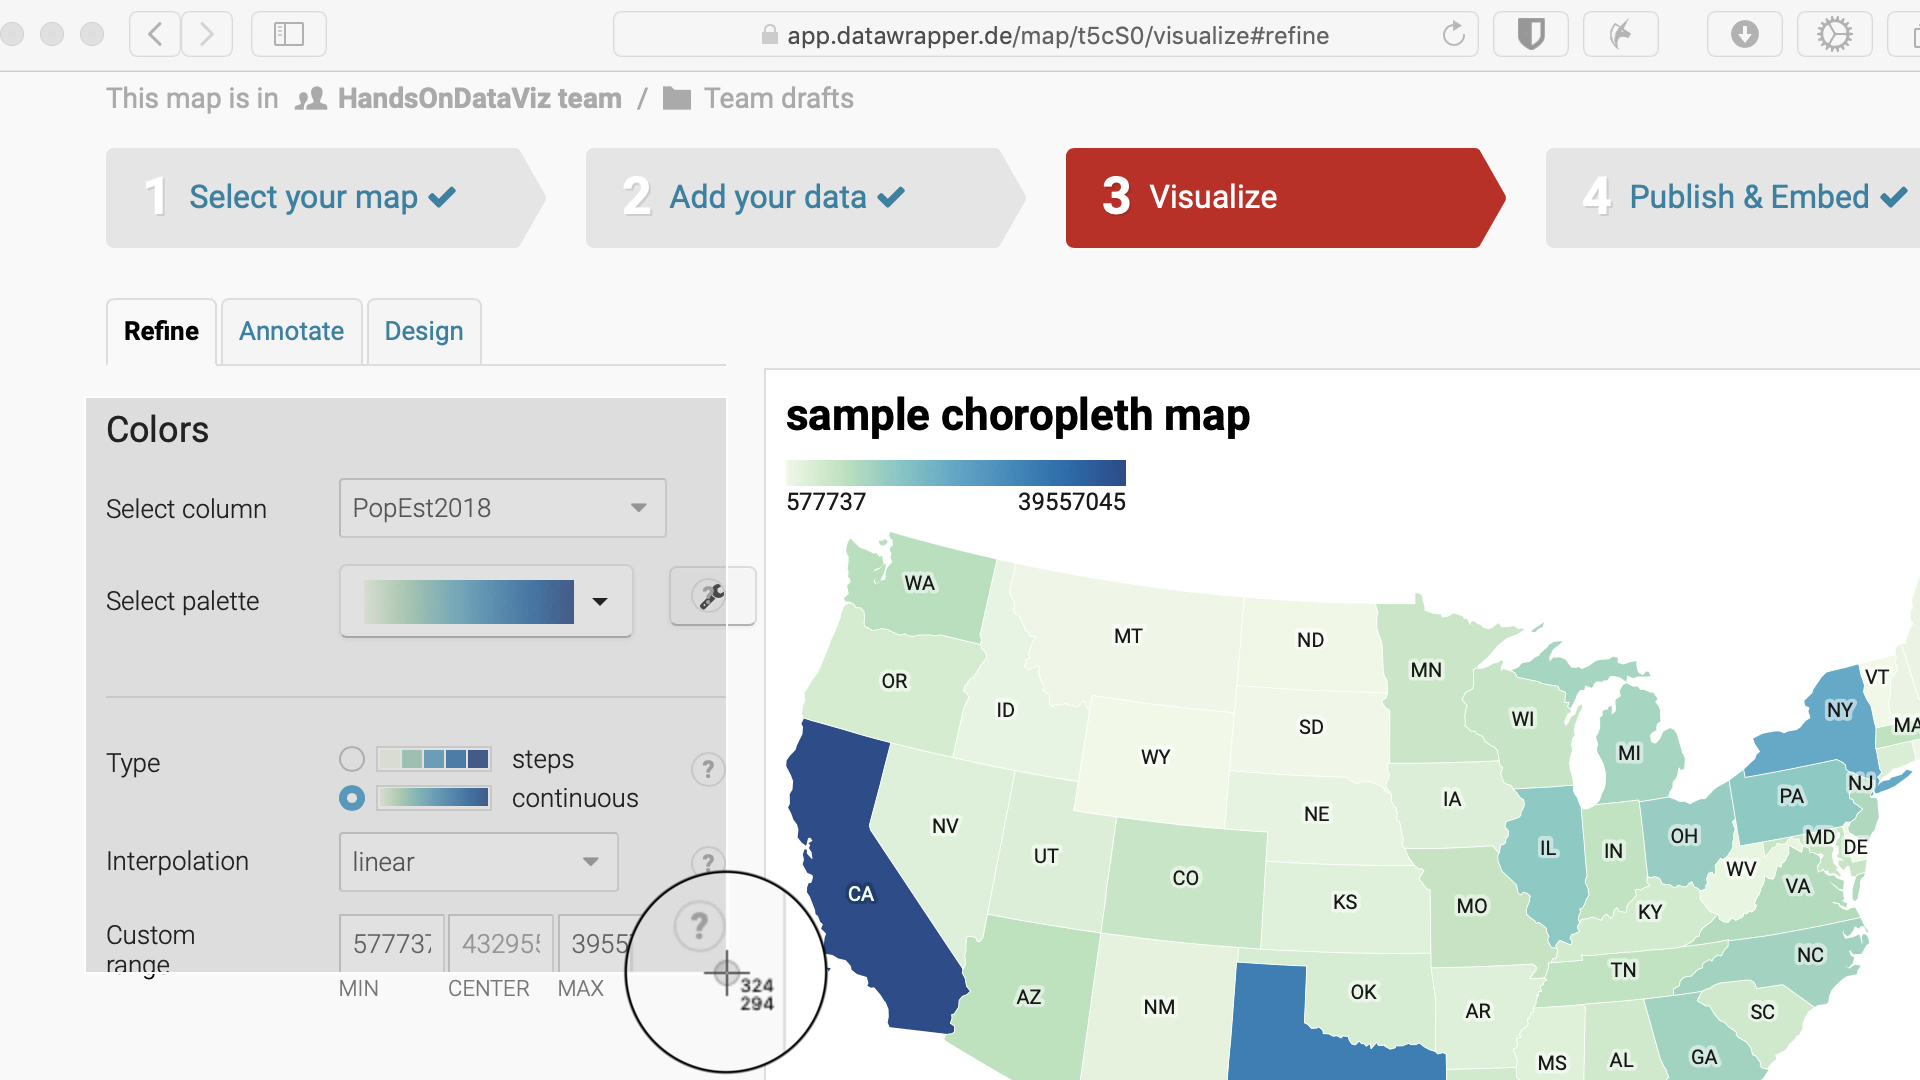 app.datawrapper.de/map/t5cS0/visualize#refine
This map is in HandsOnDataViz team / Team drafts
1 Select your map
2 Add your data
3 Visualize
4 Publish & Embed
Refine
Annotate
Design
Colors
Select column
PopEst2018
Select palette
Type
steps
?
continuous
Interpolation
linear
?
Custom
range
577737
432955
3955
?
MIN
CENTER
MAX
324
294
sample choropleth map
577737
39557045
WA
MT
ND
MN
VT
OR
ID
SD
WI
NY
MA
WY
MI
NJ
IA
PA
NE
NV
OH
MD
DE
UT
IL
IN
WV
CO
VA
CA
KS
MO
KY
NC
TN
AZ
NM
OK
AR
SC
MS
AL
GA